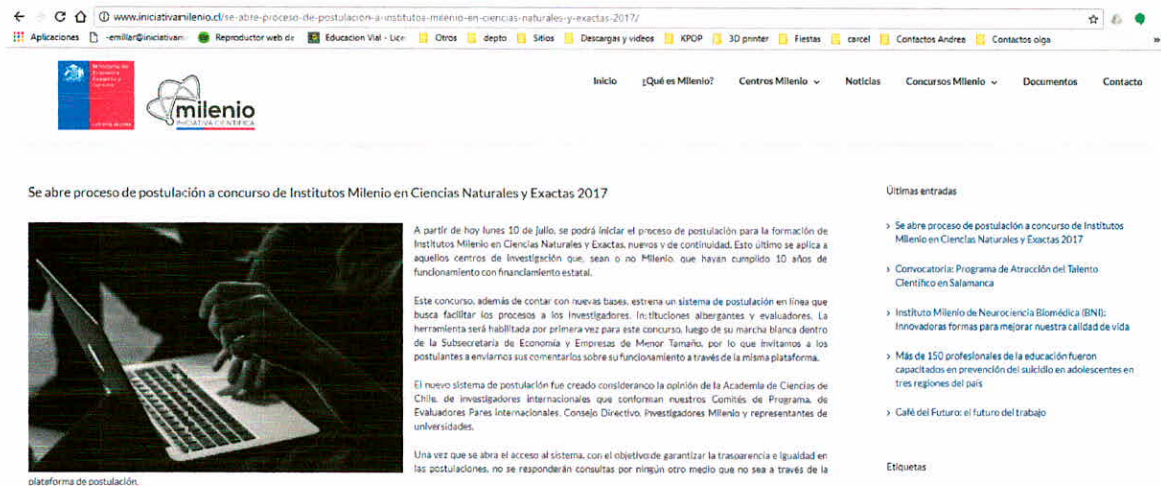 www.iniciativamilenio.cl/se-abre-proceso-de-postulacion-a-institutos-milenio-en-ciencias-naturales-y-exactas-2017/
Aplicaciones -emillar@iniciativam Reproductor web de Educacion Vial - Lice Otros depto Sitios Descargas y videos KPOP 3D printer Fiestas carcel Contactos Andrea Contactos olga »
milenio
INICIATIVA CIENTIFICA
Inicio ¿Qué es Milenio? Centros Milenio Noticias Concursos Milenio Documentos Contacto
Se abre proceso de postulación a concurso de Institutos Milenio en Ciencias Naturales y Exactas 2017
A partir de hoy lunes 10 de julio, se podrá iniciar el proceso de postulación para la formación de
Institutos Milenio en Ciencias Naturales y Exactas, nuevos y de continuidad. Esto último se aplica a
aquellos centros de investigación que, sean o no Milenio, que hayan cumplido 10 años de
funcionamiento con financiamiento estatal.
Este concurso, además de contar con nuevas bases, estrena un sistema de postulación en línea que
busca facilitar los procesos a los investigadores, Instituciones albergantes y evaluadores. La
herramienta será habilitada por primera vez para este concurso, luego de su marcha blanca dentro
de la Subsecretaría de Economía y Empresas de Menor Tamaño, por lo que invitamos a los
postulantes a enviarnos sus comentarios sobre su funcionamiento a través de la misma plataforma.
El nuevo sistema de postulación fue creado considerando la opinión de la Academia de Ciencias de
Chile, de investigadores internacionales que conforman nuestros Comités de Programa, de
Evaluadores Pares internacionales, Consejo Directivo, investigadores Milenio y representantes de
universidades.
Una vez que se abra el acceso al sistema, con el objetivo de garantizar la trasparencia e igualdad en
las postulaciones, no se responderán consultas por ningún otro medio que no sea a través de la
plataforma de postulación.
Últimas entradas
> Se abre proceso de postulación a concurso de Institutos
Milenio en Ciencias Naturales y Exactas 2017
> Convocatoria: Programa de Atracción del Talento
Científico en Salamanca
> Instituto Milenio de Neurociencia Biomédica (BNI):
Innovadoras formas para mejorar nuestra calidad de vida
> Más de 150 profesionales de la educación fueron
capacitados en prevención del suicidio en adolescentes en
tres regiones del país
> Café del Futuro: el futuro del trabajo
Etiquetas